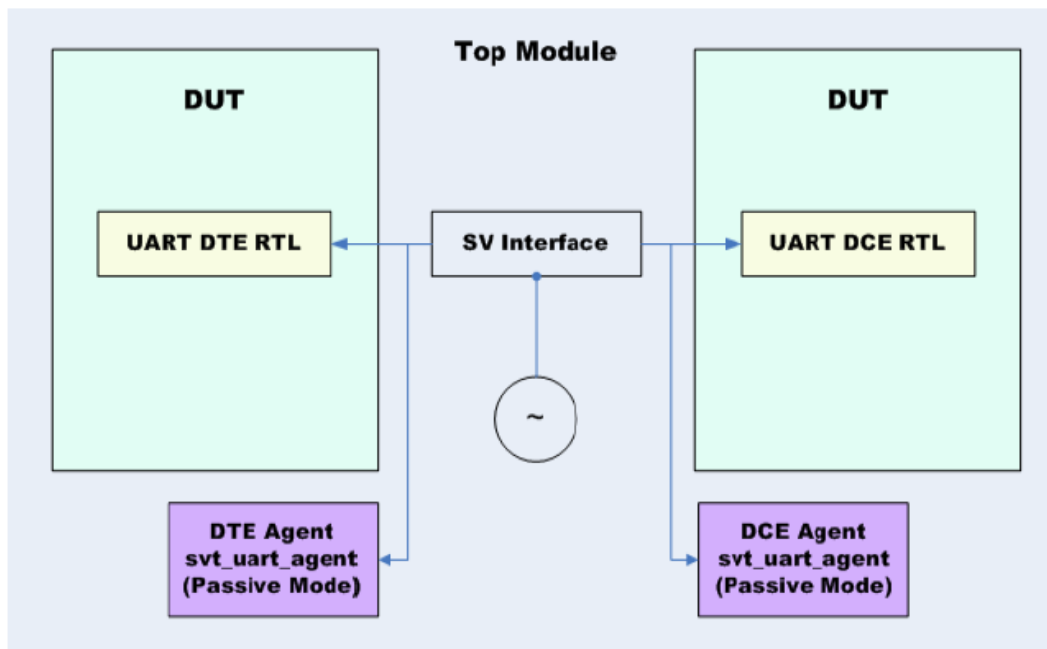 Top Module
DUT
DUT
UART DTE RTL
SV Interface
UART DCE RTL
~
DTE Agent
svt_uart_agent
(Passive Mode)
DCE Agent
svt_uart_agent
(Passive Mode)